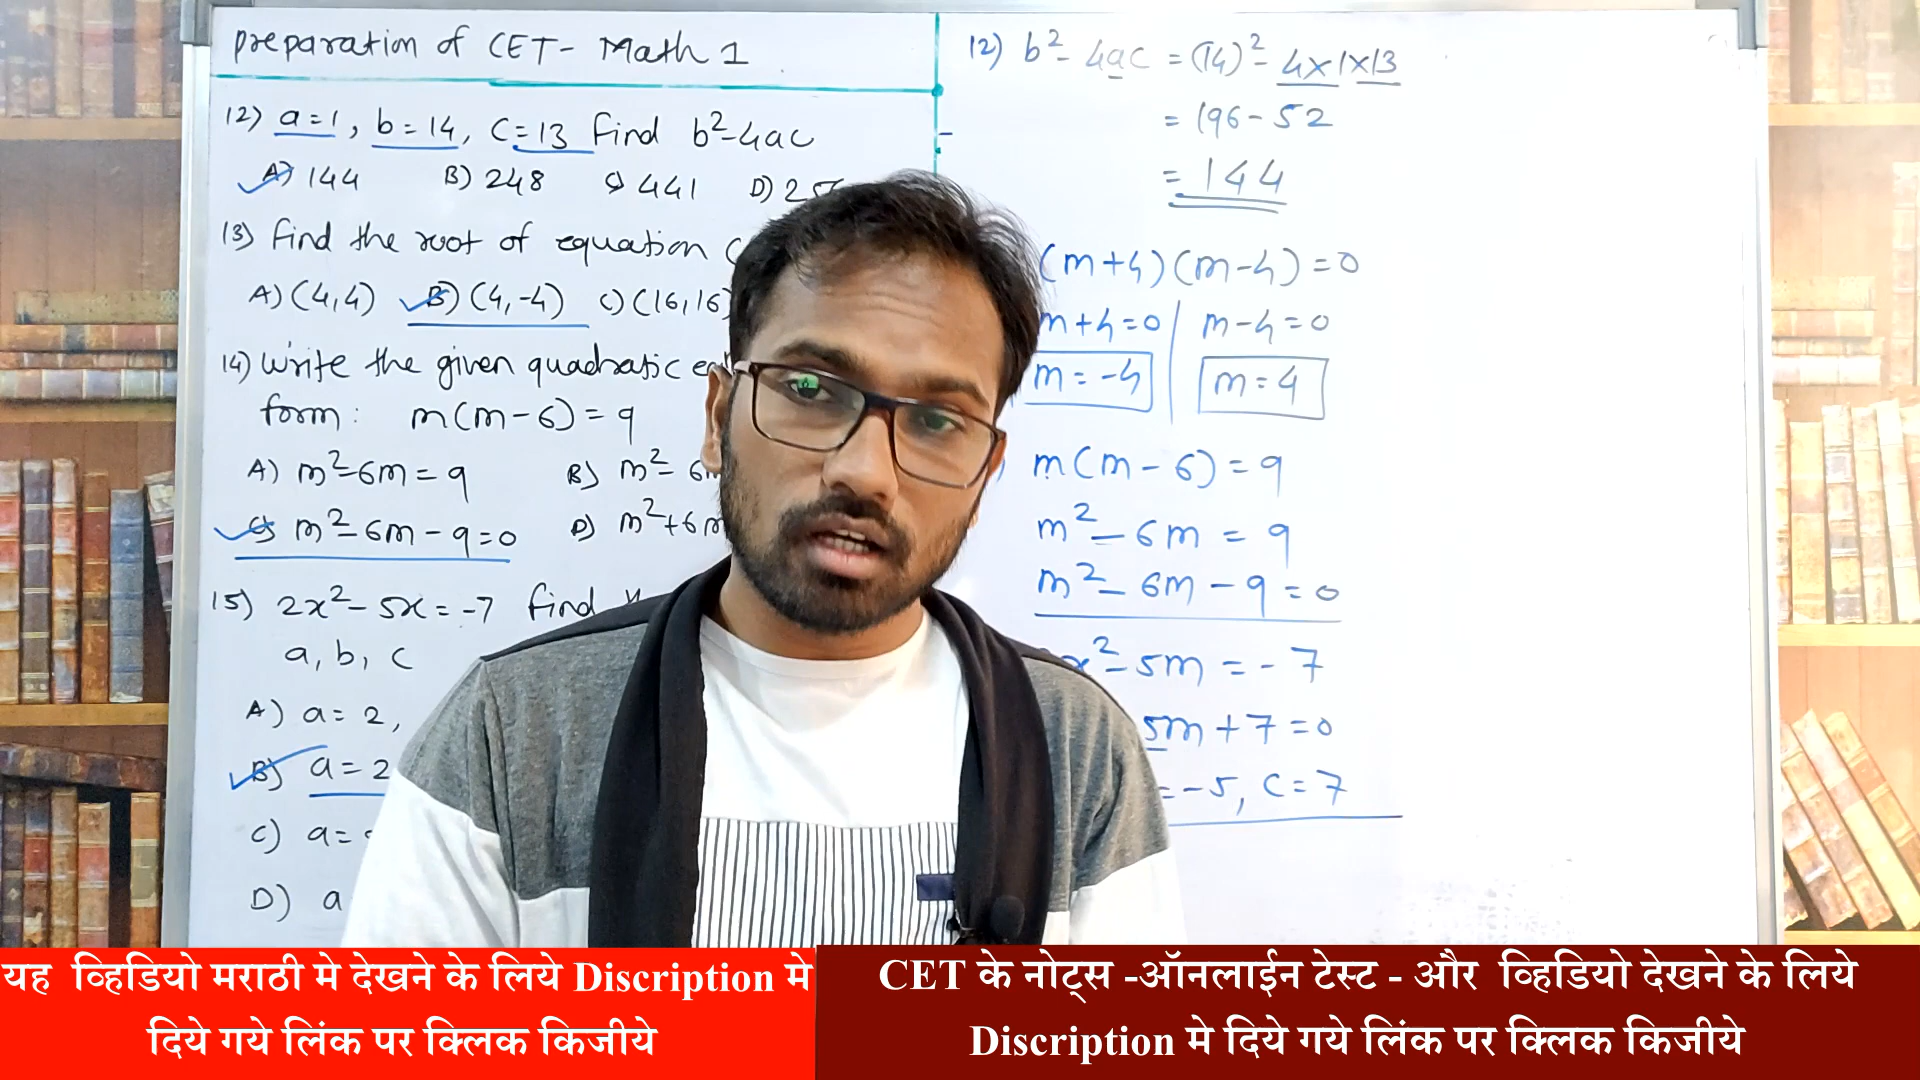 preparation of CET- Math 1
12) a=1, b=14, C=13 find b²-4ac
A) 144 B) 248 C) 441 D) 25
13) find the root of equation (
A) (4,4) B) (4,-4) C) (16,16)
14) write the given quadratic
form: m(m-6)=9
A) m²-6m=9 B) m²-6m
C) m²-6m-9=0 D) m²+6m
15) 2x²-5x=-7 find
a, b, c
A) a=2,
B) a=2
C) a=
D) a
12) b²-4ac = (14)²-4×1×13
= 196-52
= 144
(m+4)(m-4)=0
m+4=0 m-4=0
m=-4 m=4
m(m-6)=9
m²-6m=9
m²-6m-9=0
x²-5m=-7
5m+7=0
=-5, c=7
यह व्हिडियो मराठी मे देखने के लिये Discription मे
दिये गये लिंक पर क्लिक किजीये
CET के नोट्स -ऑनलाईन टेस्ट - और व्हिडियो देखने के लिये
Discription मे दिये गये लिंक पर क्लिक किजीये